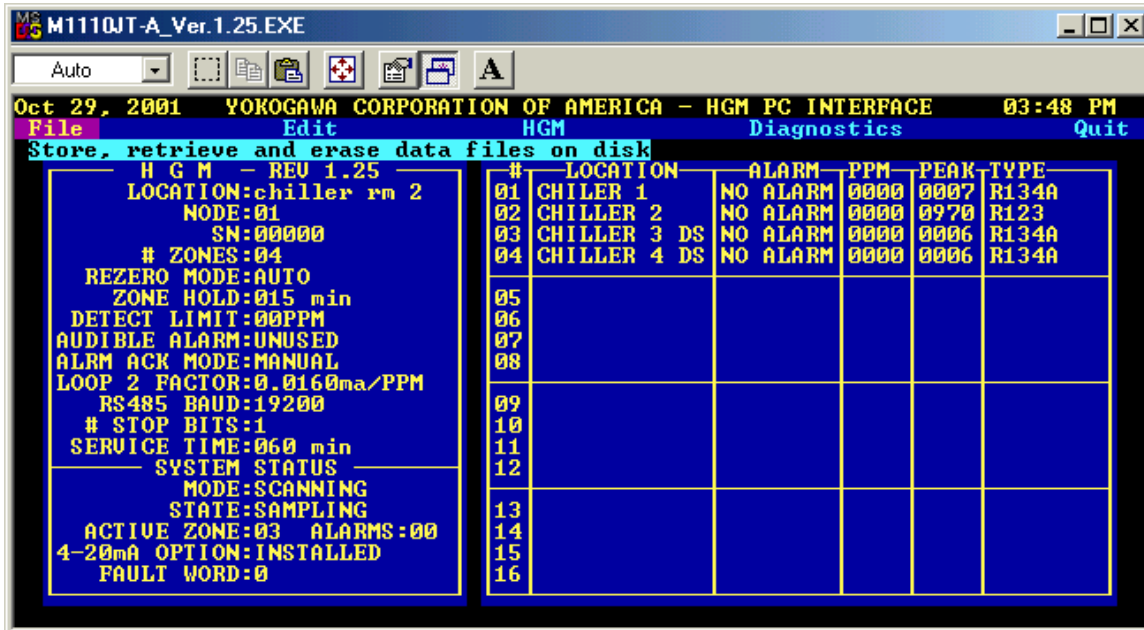 M1110JT-A_Ver.1.25.EXE
Auto
A
Oct 29, 2001 YOKOGAWA CORPORATION OF AMERICA - HGM PC INTERFACE 03:48 PM
File Edit HGM Diagnostics Quit
Store, retrieve and erase data files on disk
H G M - REV 1.25
LOCATION:chiller rm 2
NODE:01
SN:00000
# ZONES:04
REZERO MODE:AUTO
ZONE HOLD:015 min
DETECT LIMIT:00PPM
AUDIBLE ALARM:UNUSED
ALRM ACK MODE:MANUAL
LOOP 2 FACTOR:0.0160ma/PPM
RS485 BAUD:19200
# STOP BITS:1
SERVICE TIME:060 min
SYSTEM STATUS
MODE:SCANNING
STATE:SAMPLING
ACTIVE ZONE:03 ALARMS:00
4-20mA OPTION:INSTALLED
FAULT WORD:0
# LOCATION ALARM PPM PEAK TYPE
01 CHILER 1 NO ALARM 0000 0007 R134A
02 CHILLER 2 NO ALARM 0000 0970 R123
03 CHILLER 3 DS NO ALARM 0000 0006 R134A
04 CHILLER 4 DS NO ALARM 0000 0006 R134A
05
06
07
08
09
10
11
12
13
14
15
16